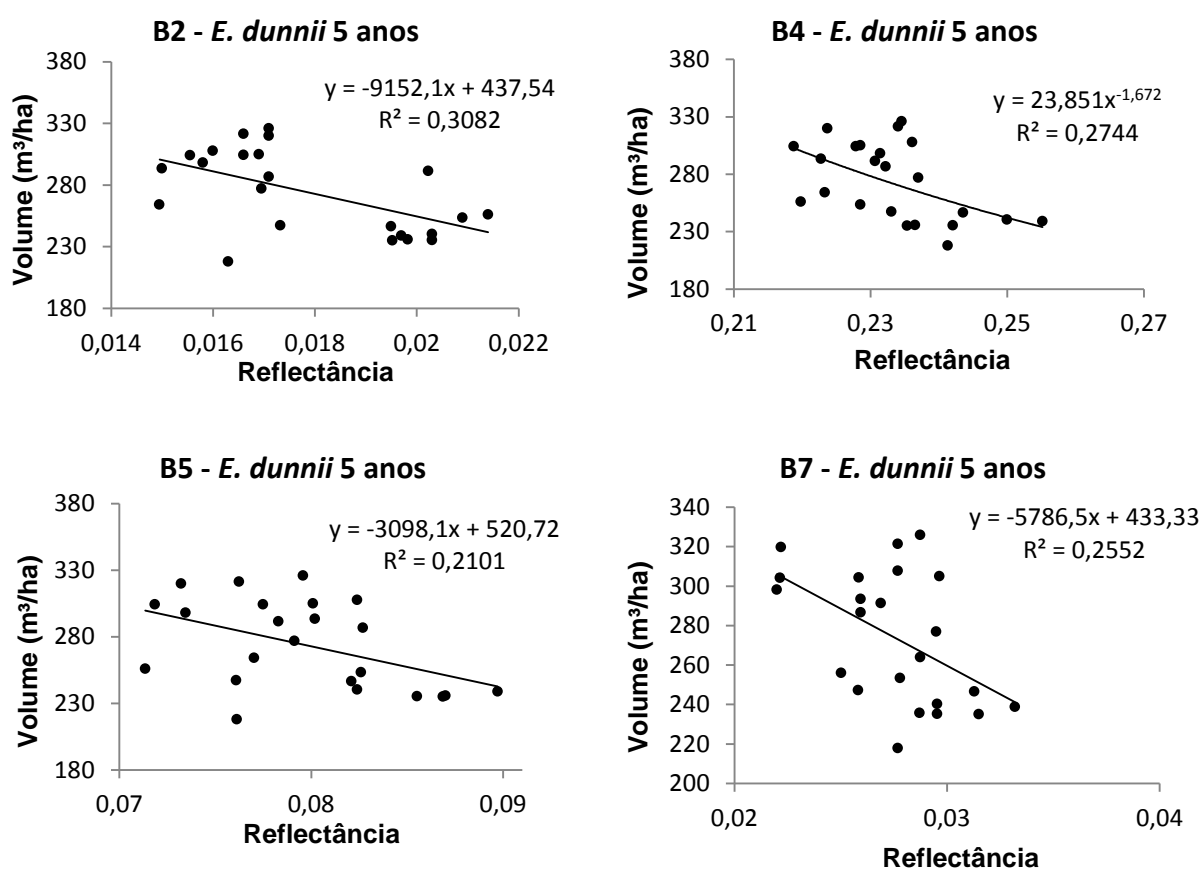 B2 - E. dunnii 5 anos
Volume (m³/ha)
380
330
280
230
180
y = -9152,1x + 437,54
R² = 0,3082
0,014 0,016 0,018 0,02 0,022
Reflectância
B4 - E. dunnii 5 anos
Volume (m³/ha)
380
330
280
230
180
y = 23,851x^-1,672
R² = 0,2744
0,21 0,23 0,25 0,27
Reflectância
B5 - E. dunnii 5 anos
Volume (m³/ha)
380
330
280
230
180
y = -3098,1x + 520,72
R² = 0,2101
0,07 0,08 0,09
Reflectância
B7 - E. dunnii 5 anos
Volume (m³/ha)
340
320
300
280
260
240
220
200
y = -5786,5x + 433,33
R² = 0,2552
0,02 0,03 0,04
Reflectância